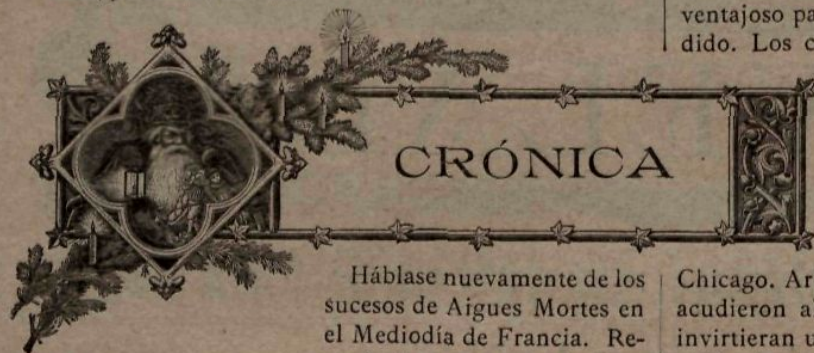 ventajoso pa
dido. Los c
CRÓNICA
Háblase nuevamente de los
sucesos de Aigues Mortes en
el Mediodía de Francia. Re-
Chicago. Ar
acudieron a
invirtieran u